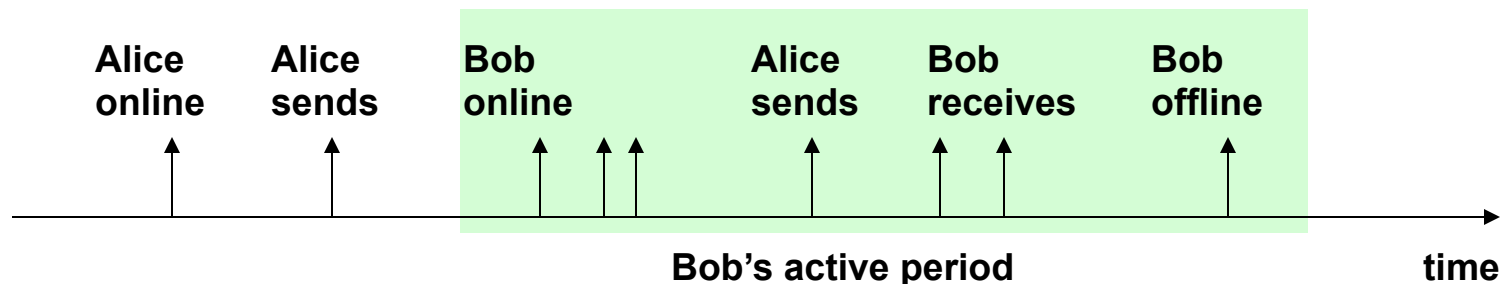 Alice
online
Alice
sends
Bob
online
Alice
sends
Bob
receives
Bob
offline
Bob’s active period
time